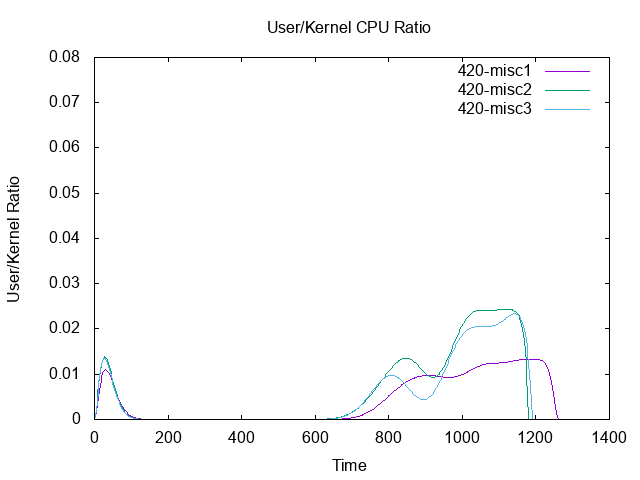 User/Kernel CPU Ratio
0.08
0.07
0.06
0.05
0.04
0.03
0.02
0.01
0
User/Kernel Ratio
420-misc1
420-misc2
420-misc3
0 200 400 600 800 1000 1200 1400
Time